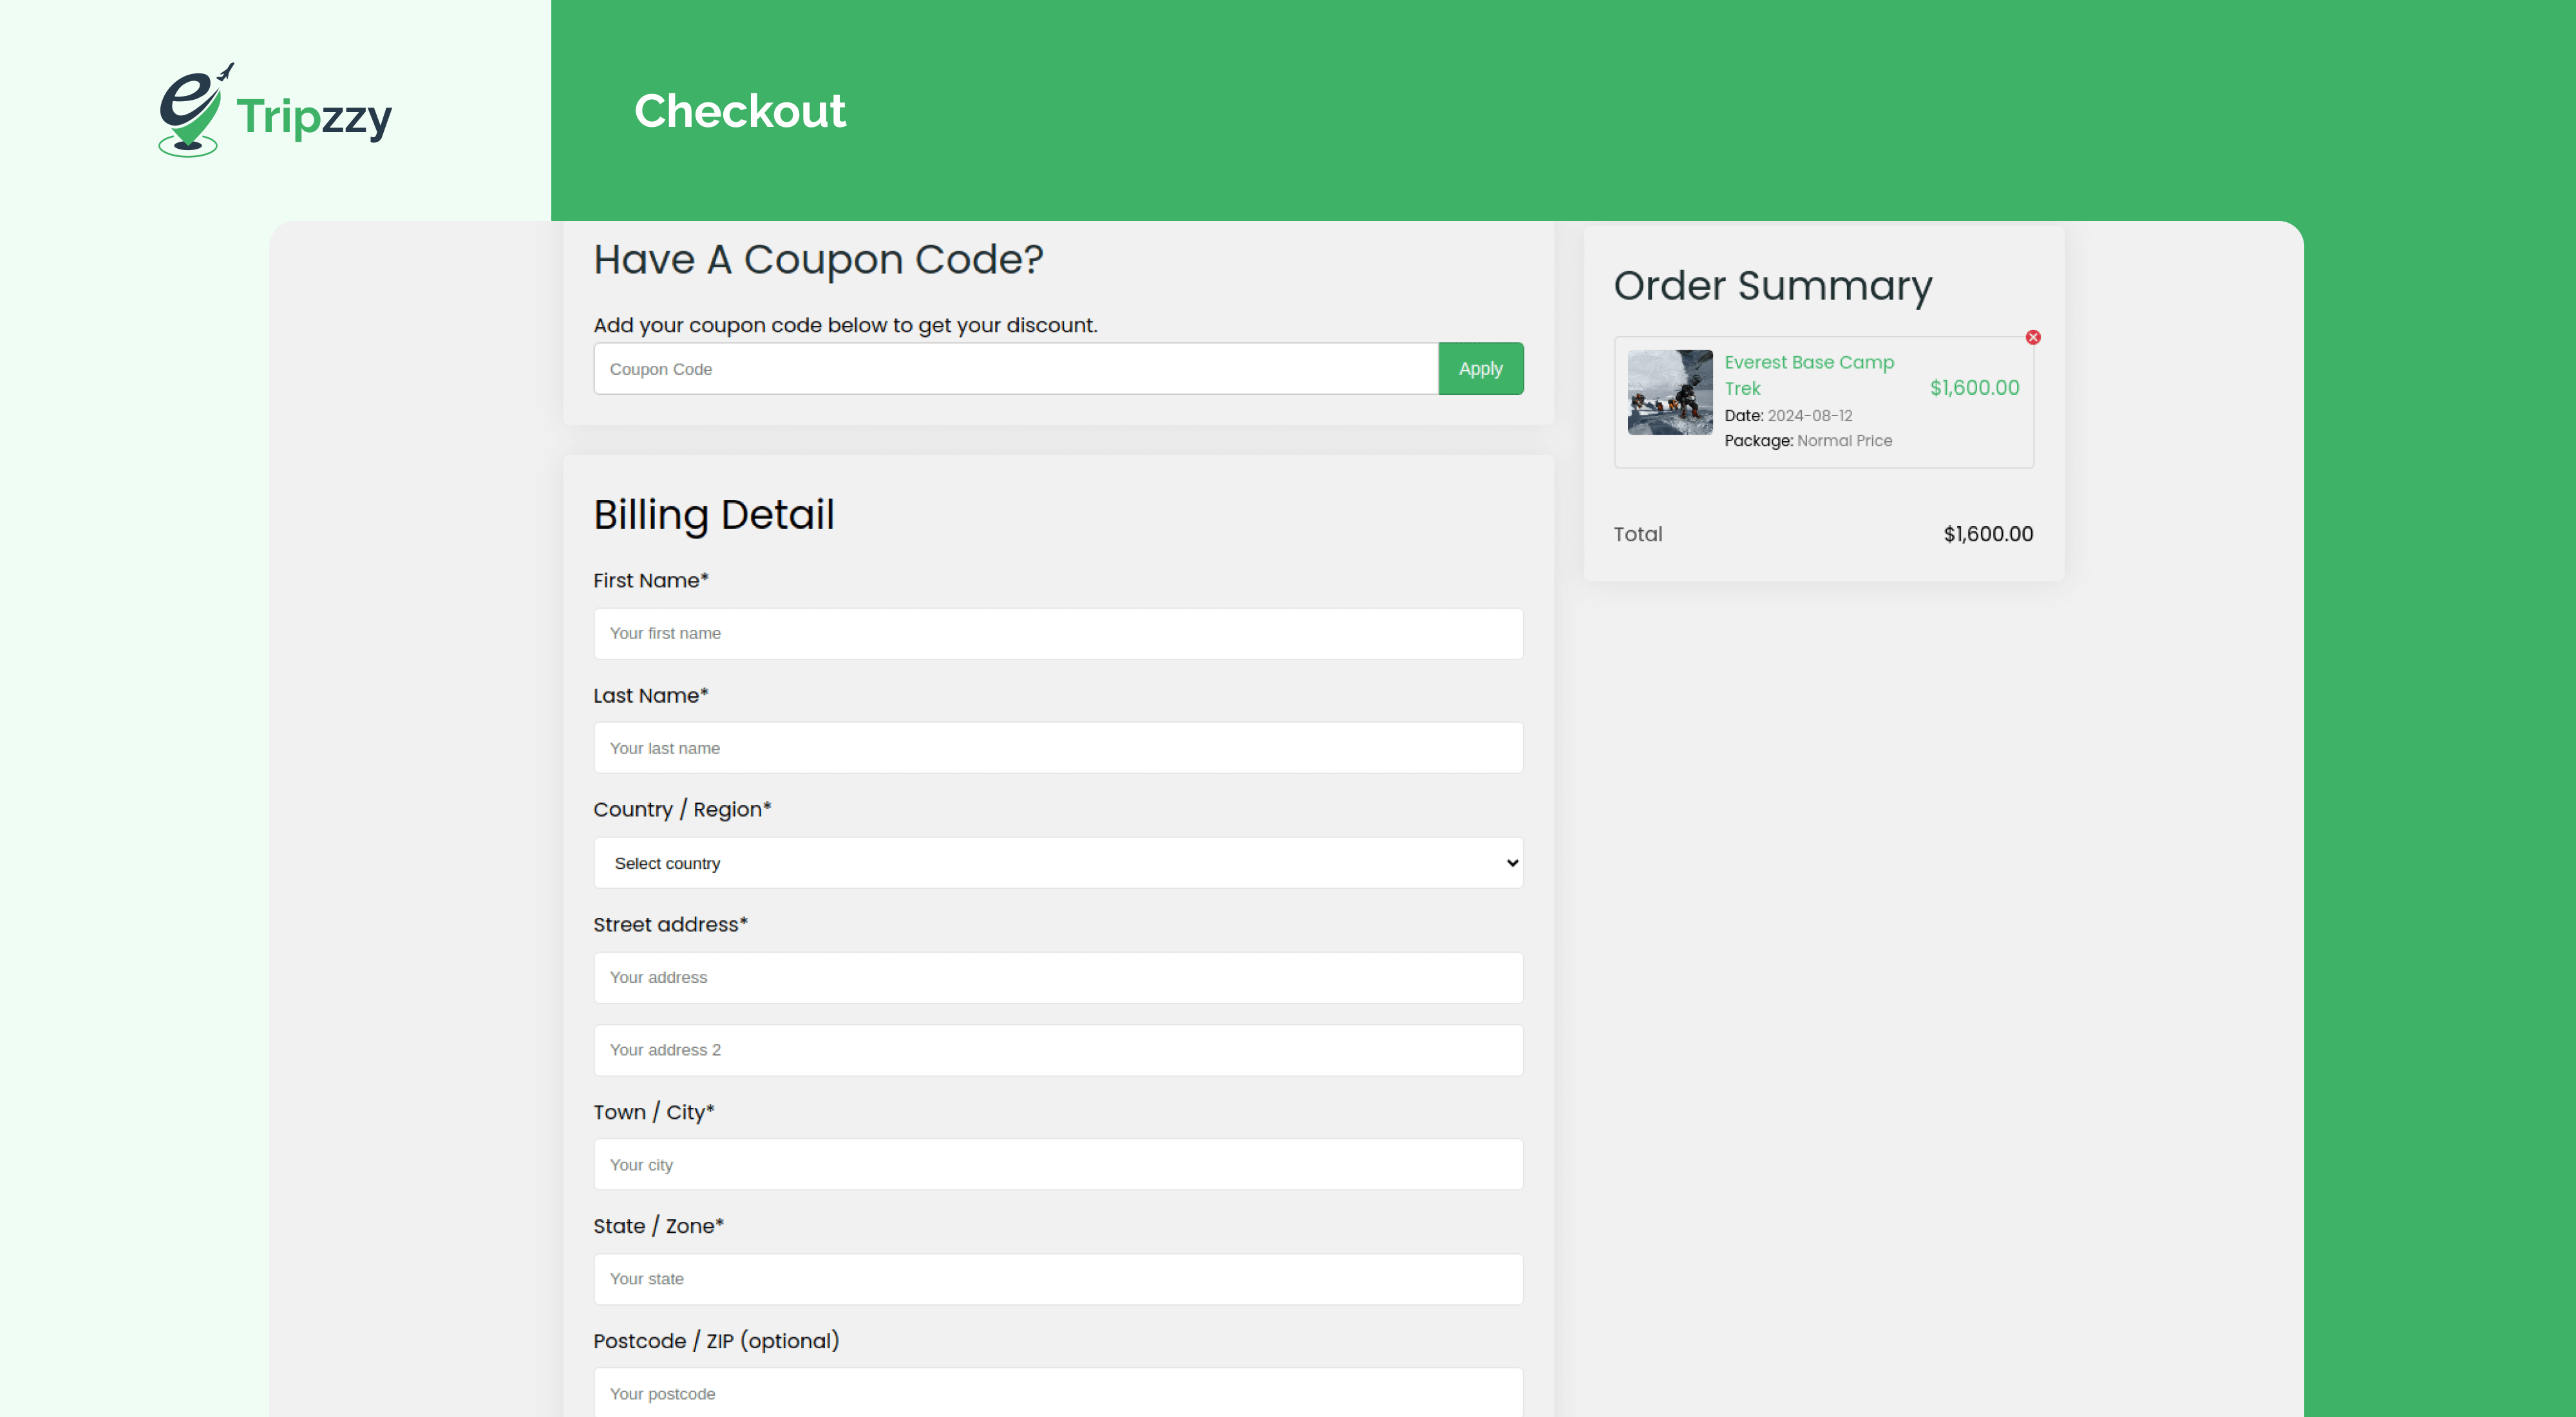 e Tripzzy
Checkout
Have A Coupon Code?
Add your coupon code below to get your discount.
Coupon Code
Apply
Billing Detail
First Name*
Your first name
Last Name*
Your last name
Country / Region*
Select country
Street address*
Your address
Your address 2
Town / City*
Your city
State / Zone*
Your state
Postcode / ZIP (optional)
Your postcode
Order Summary
Everest Base Camp
Trek
$1,600.00
Date: 2024-08-12
Package: Normal Price
Total
$1,600.00